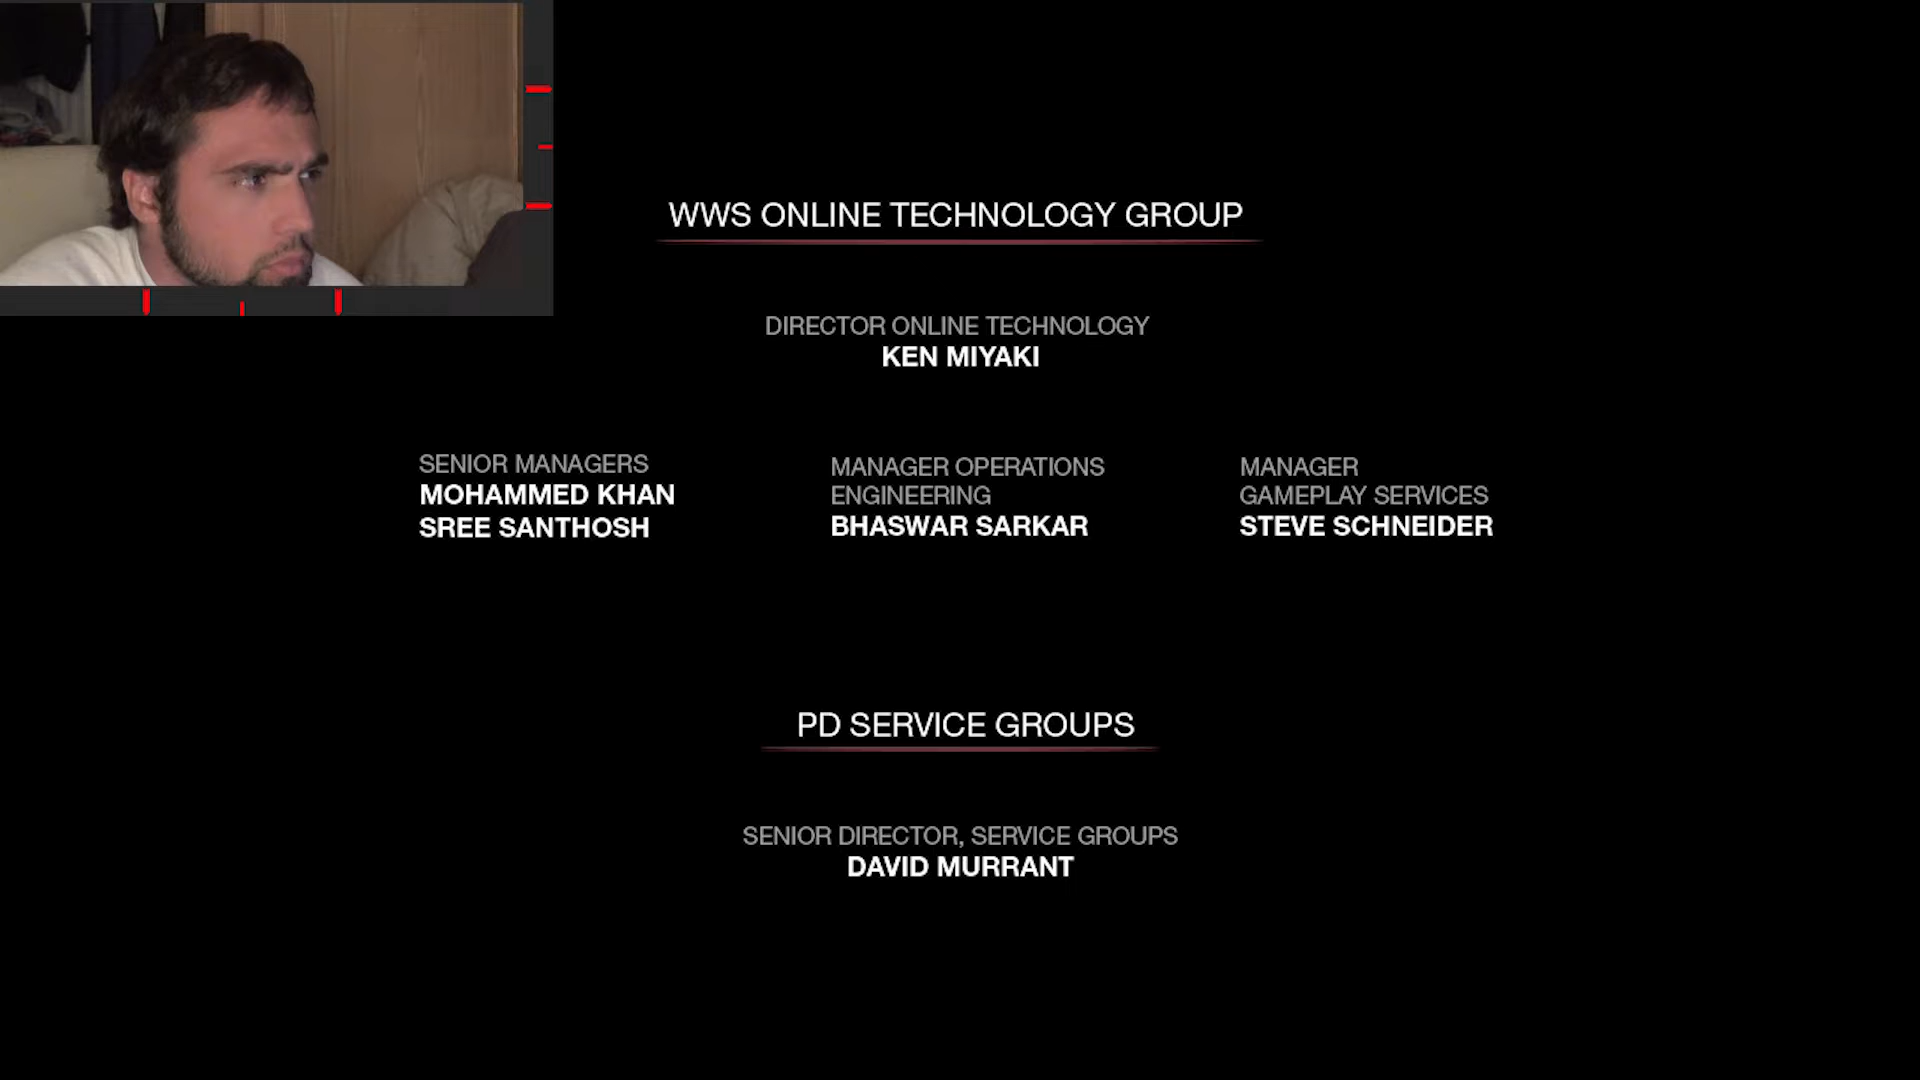 WWS ONLINE TECHNOLOGY GROUP
DIRECTOR ONLINE TECHNOLOGY
KEN MIYAKI
SENIOR MANAGERS
MOHAMMED KHAN
SREE SANTHOSH
MANAGER OPERATIONS
ENGINEERING
BHASWAR SARKAR
MANAGER
GAMEPLAY SERVICES
STEVE SCHNEIDER
PD SERVICE GROUPS
SENIOR DIRECTOR, SERVICE GROUPS
DAVID MURRANT